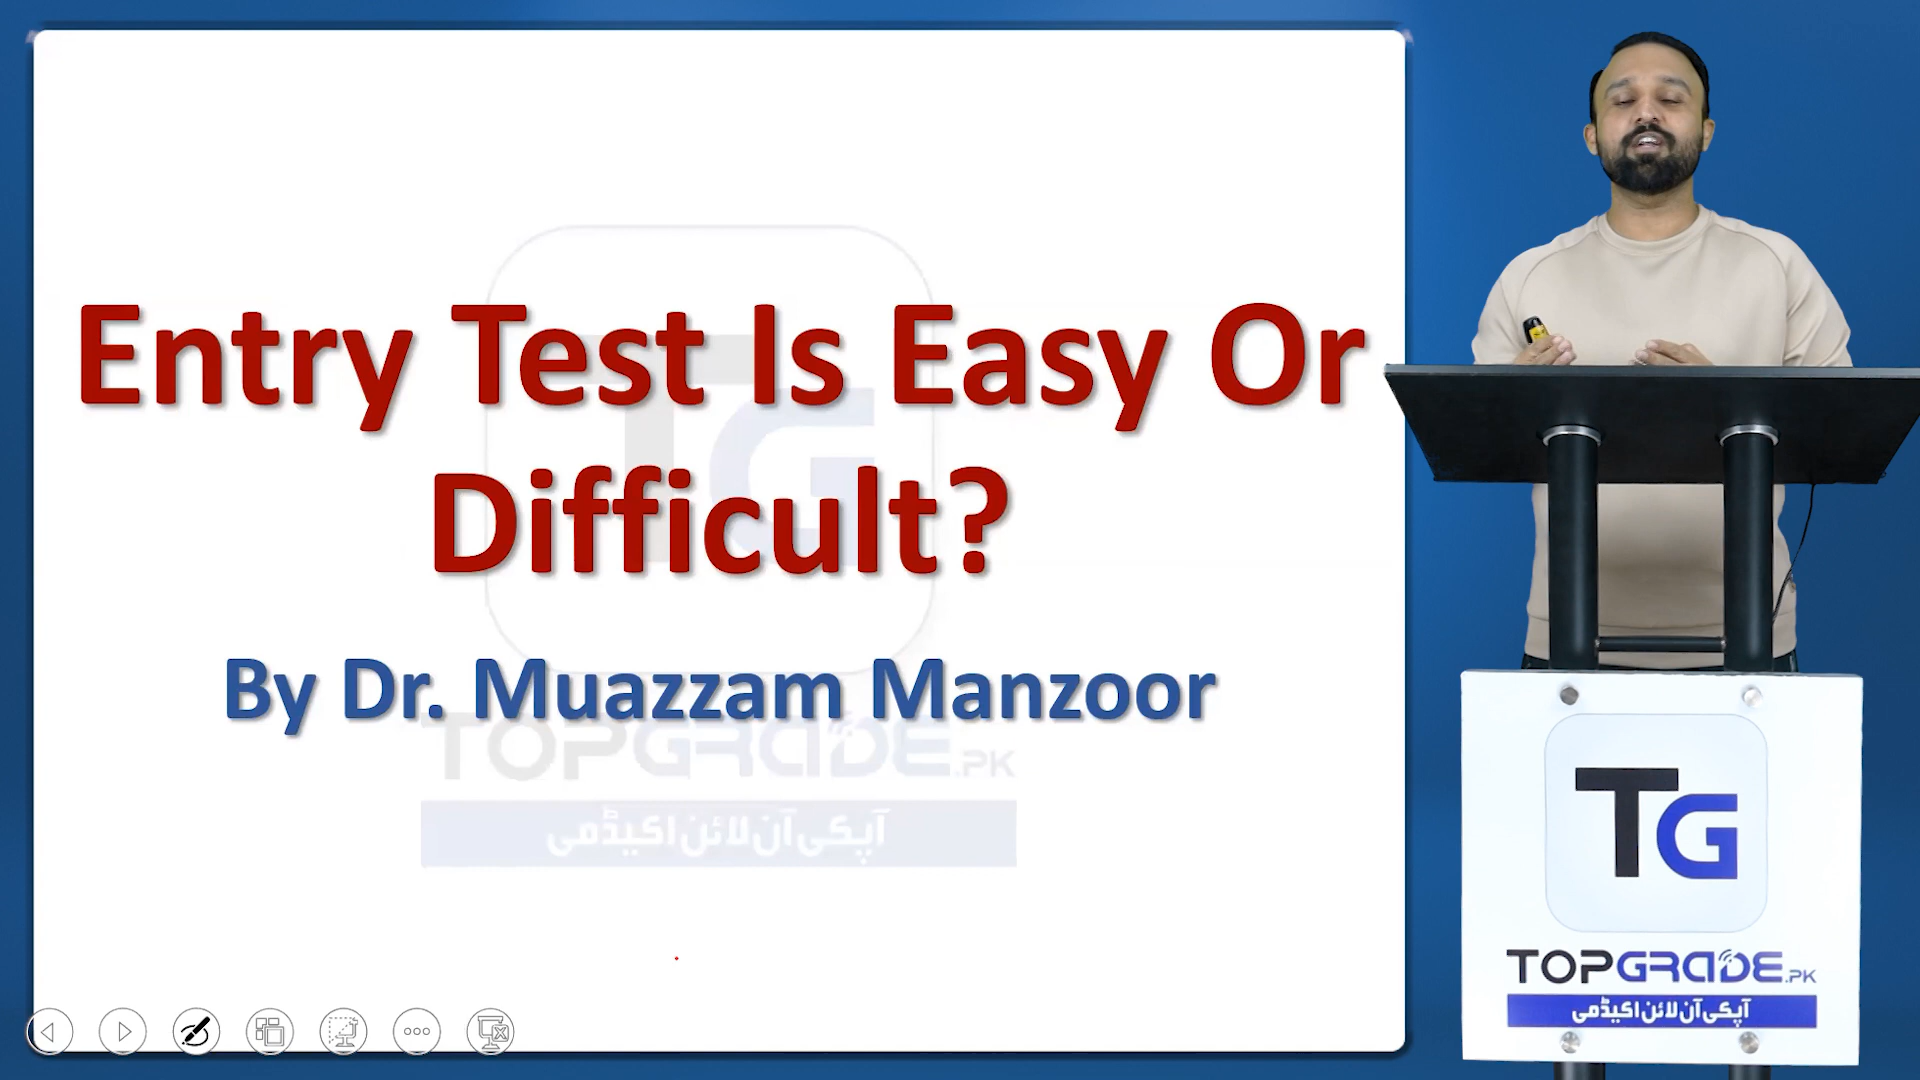 Entry Test Is Easy Or
Difficult?
By Dr. Muazzam Manzoor
TG
TOPGRADE.PK
آپکی آن لائن اکیڈمی
TG
TOPGRADE.PK
آپکی آن لائن اکیڈمی